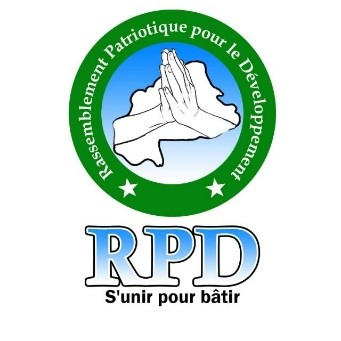 Rassemblement Patriotique pour le Développement
RPD
S'unir pour bâtir